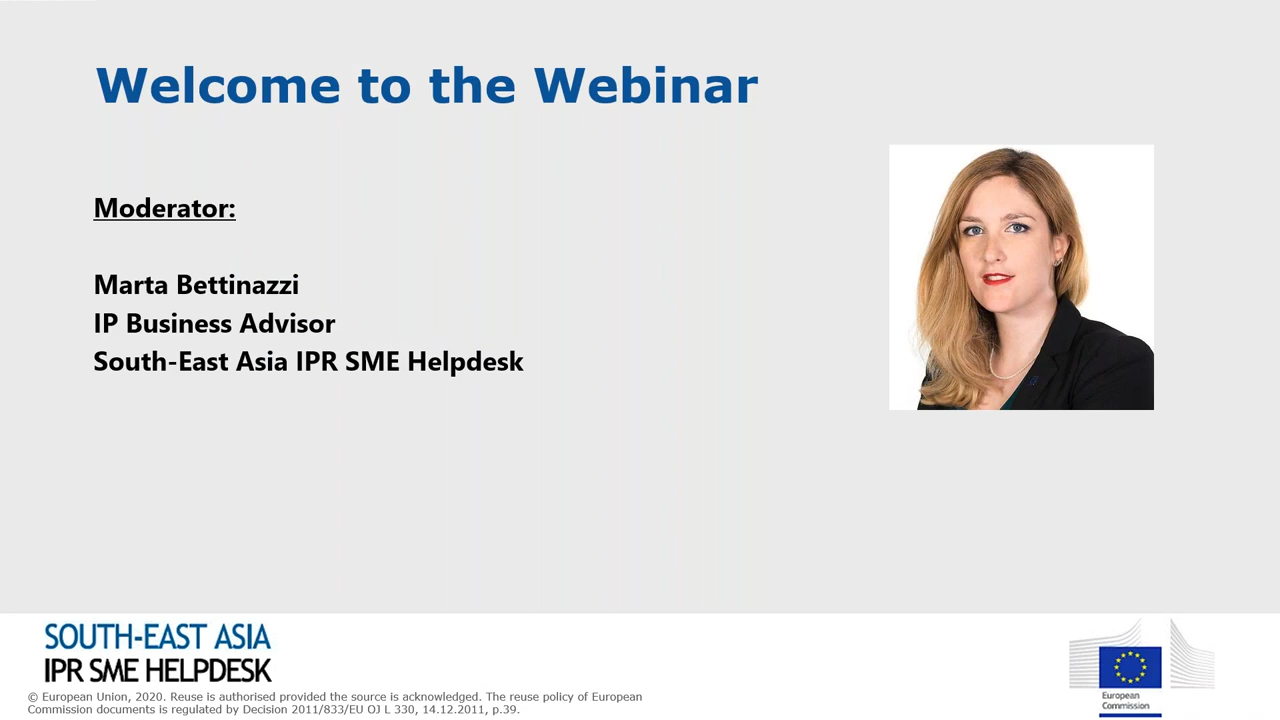 Welcome to the Webinar
Moderator:
Marta Bettinazzi
IP Business Advisor
South-East Asia IPR SME Helpdesk
SOUTH-EAST ASIA
IPR SME HELPDESK
© European Union, 2020. Reuse is authorised provided the source is acknowledged. The reuse policy of European
Commission documents is regulated by Decision 2011/833/EU OJ L 330, 14.12.2011, p.39.
European
Commission